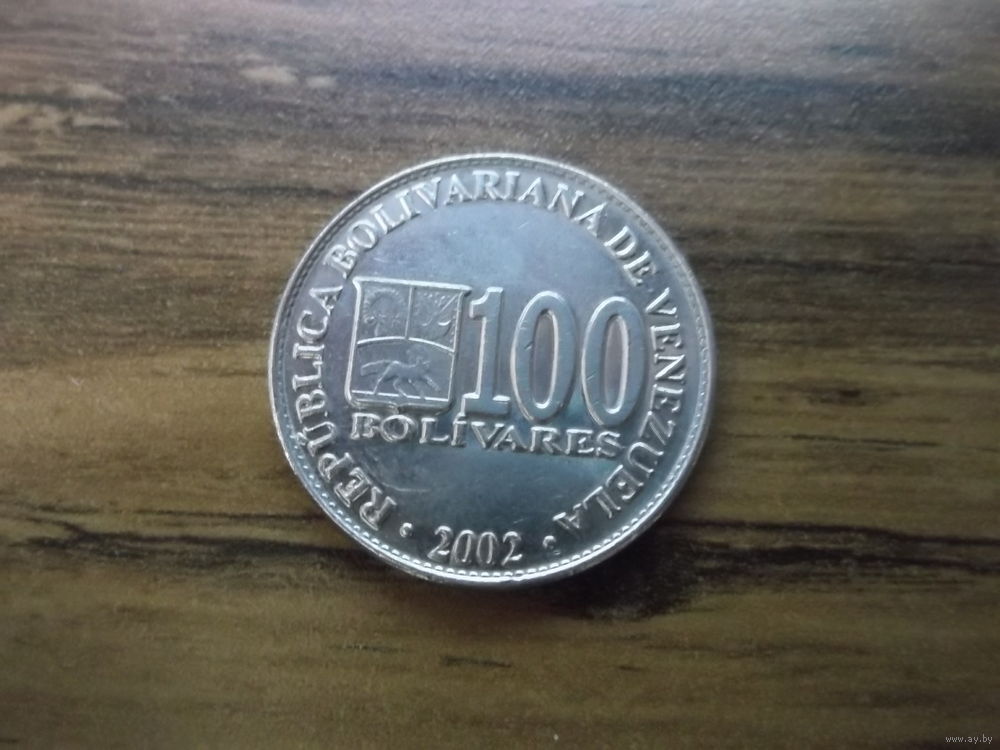 REPÚBLICA BOLIVARIANA DE VENEZUELA
100
BOLÍVARES
• 2002 •
www.ay.by